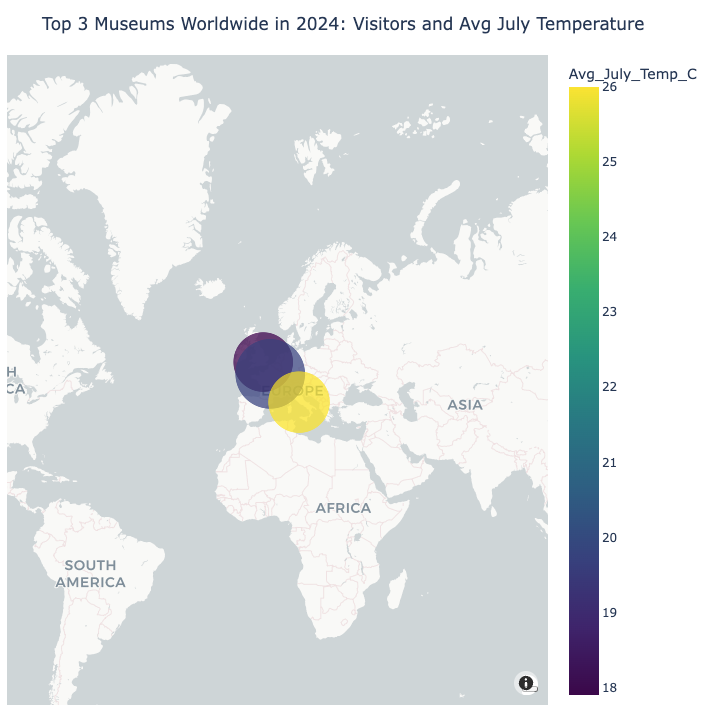 Top 3 Museums Worldwide in 2024: Visitors and Avg July Temperature
Avg_July_Temp_C
26
25
24
23
22
21
20
19
18
H
CA
EUROPE
ASIA
AFRICA
SOUTH
AMERICA